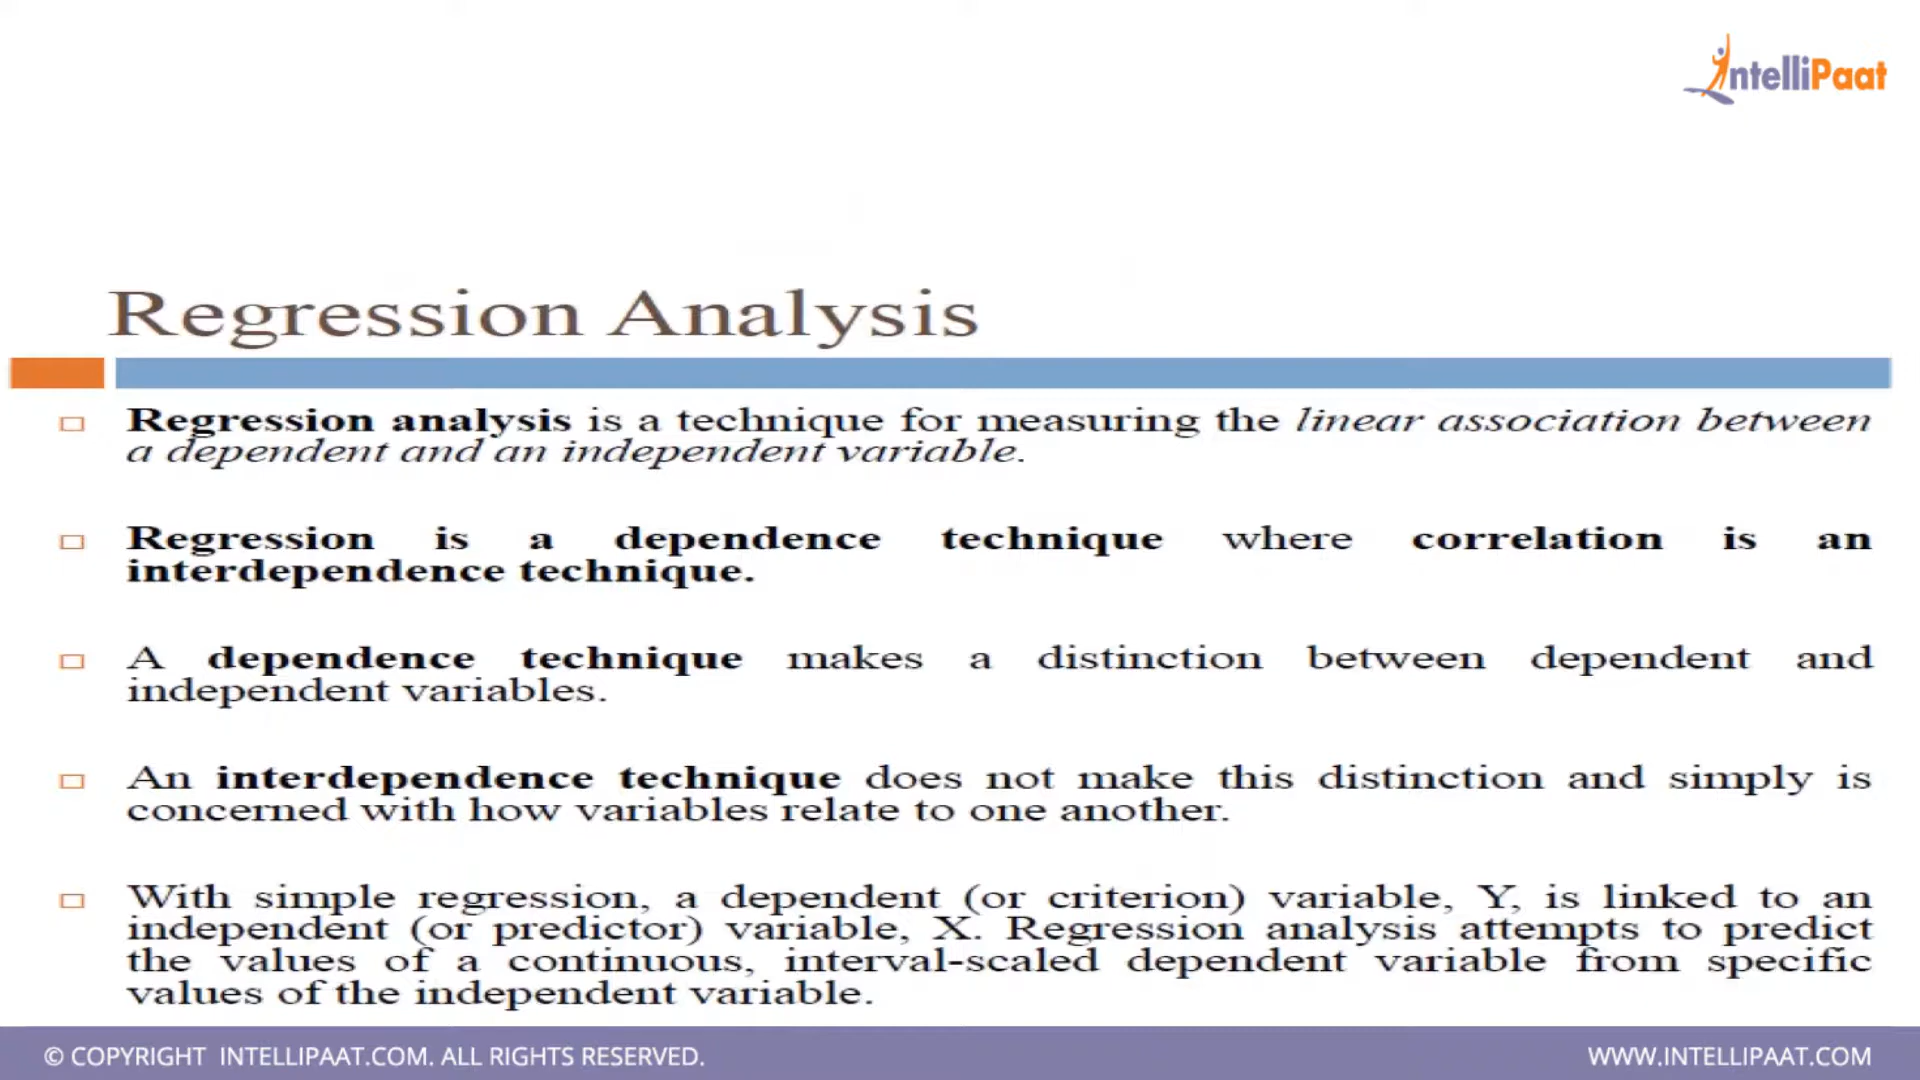 IntelliPaat
Regression Analysis
Regression analysis is a technique for measuring the linear association between
a dependent and an independent variable.
Regression is a dependence technique where correlation is an
interdependence technique.
A dependence technique makes a distinction between dependent and
independent variables.
An interdependence technique does not make this distinction and simply is
concerned with how variables relate to one another.
With simple regression, a dependent (or criterion) variable, Y, is linked to an
independent (or predictor) variable, X. Regression analysis attempts to predict
the values of a continuous, interval-scaled dependent variable from specific
values of the independent variable.
© COPYRIGHT INTELLIPAAT.COM. ALL RIGHTS RESERVED.
WWW.INTELLIPAAT.COM